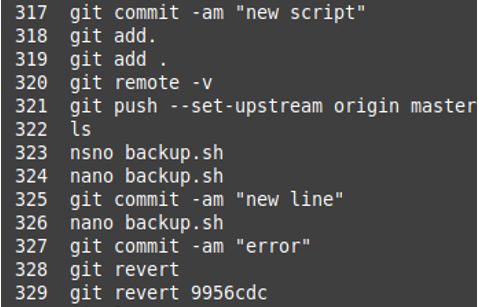 317 git commit -am "new script"
318 git add.
319 git add .
320 git remote -v
321 git push --set-upstream origin master
322 ls
323 nsno backup.sh
324 nano backup.sh
325 git commit -am "new line"
326 nano backup.sh
327 git commit -am "error"
328 git revert
329 git revert 9956cdc